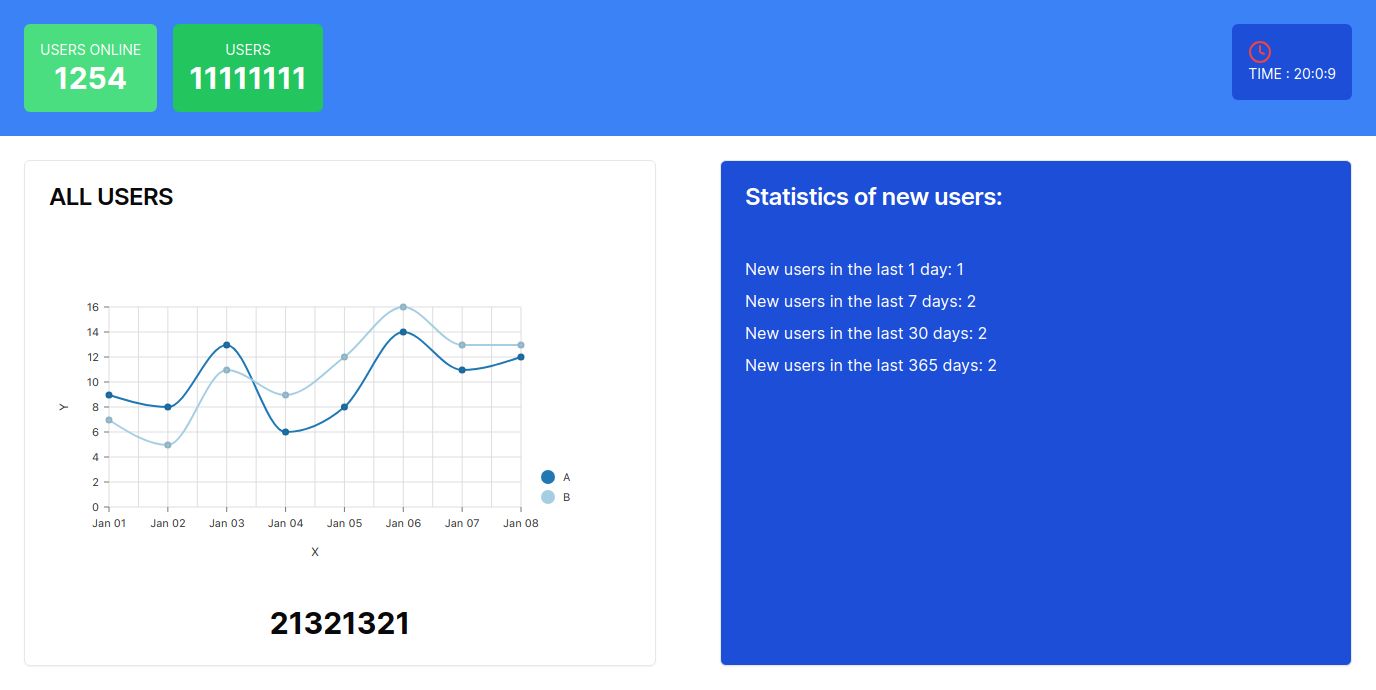 USERS ONLINE
1254
USERS
11111111
TIME : 20:0:9
ALL USERS
16
14
12
10
8
6
4
2
0
Y
Jan 01 Jan 02 Jan 03 Jan 04 Jan 05 Jan 06 Jan 07 Jan 08
X
A
B
21321321
Statistics of new users:
New users in the last 1 day: 1
New users in the last 7 days: 2
New users in the last 30 days: 2
New users in the last 365 days: 2